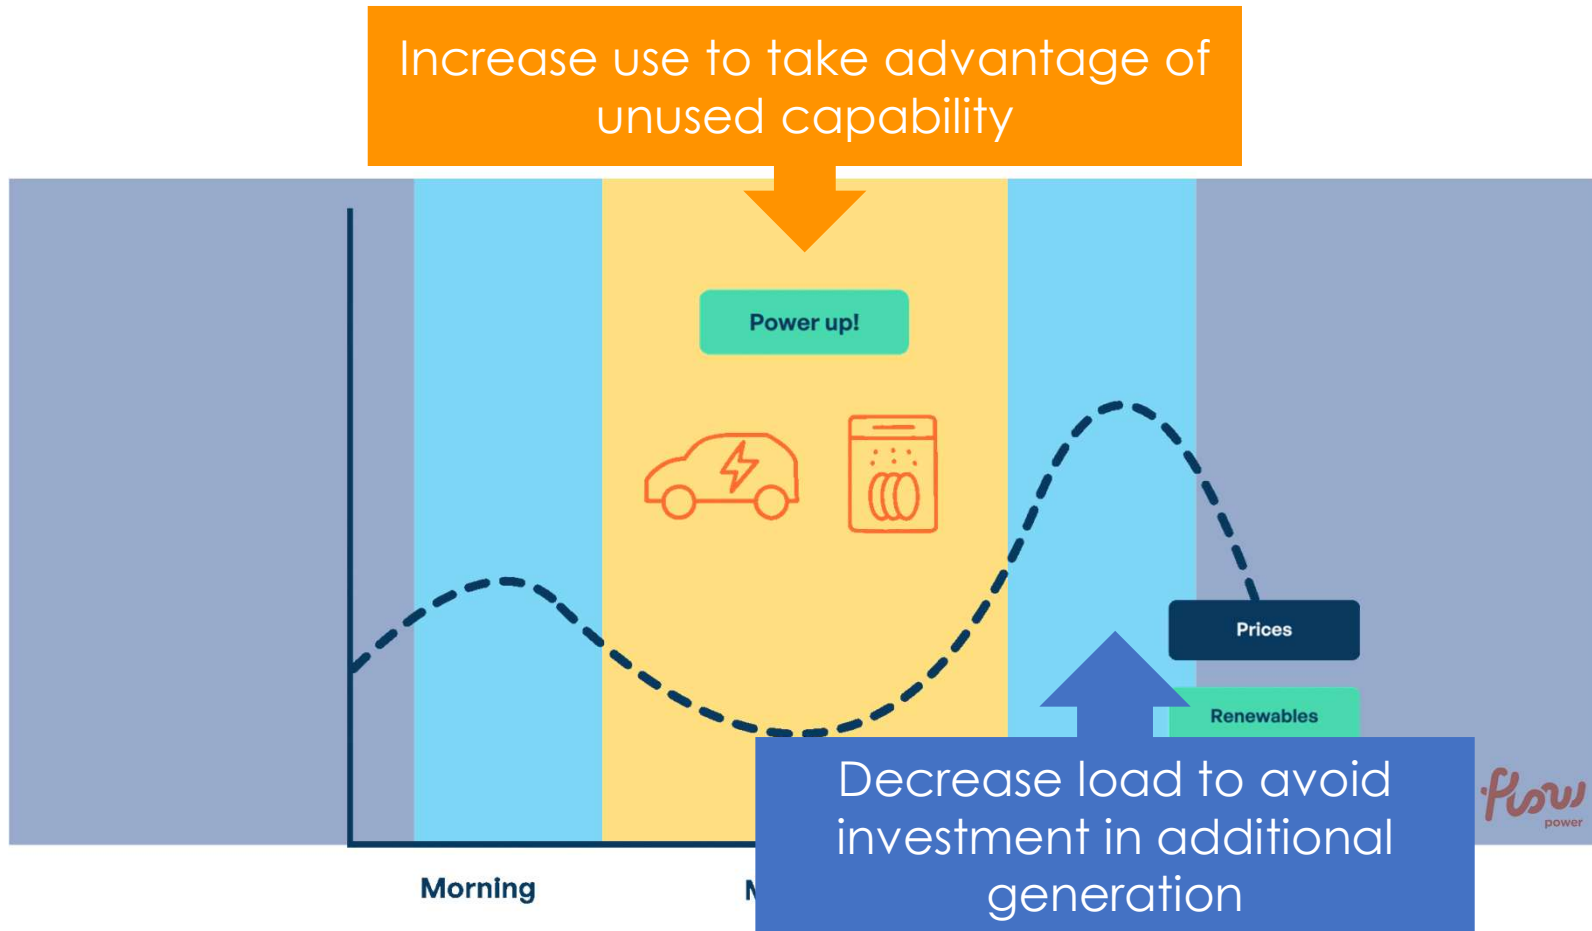 Increase use to take advantage of
unused capability
Power up!
Prices
Renewables
Decrease load to avoid
investment in additional
generation
flow
power
Morning